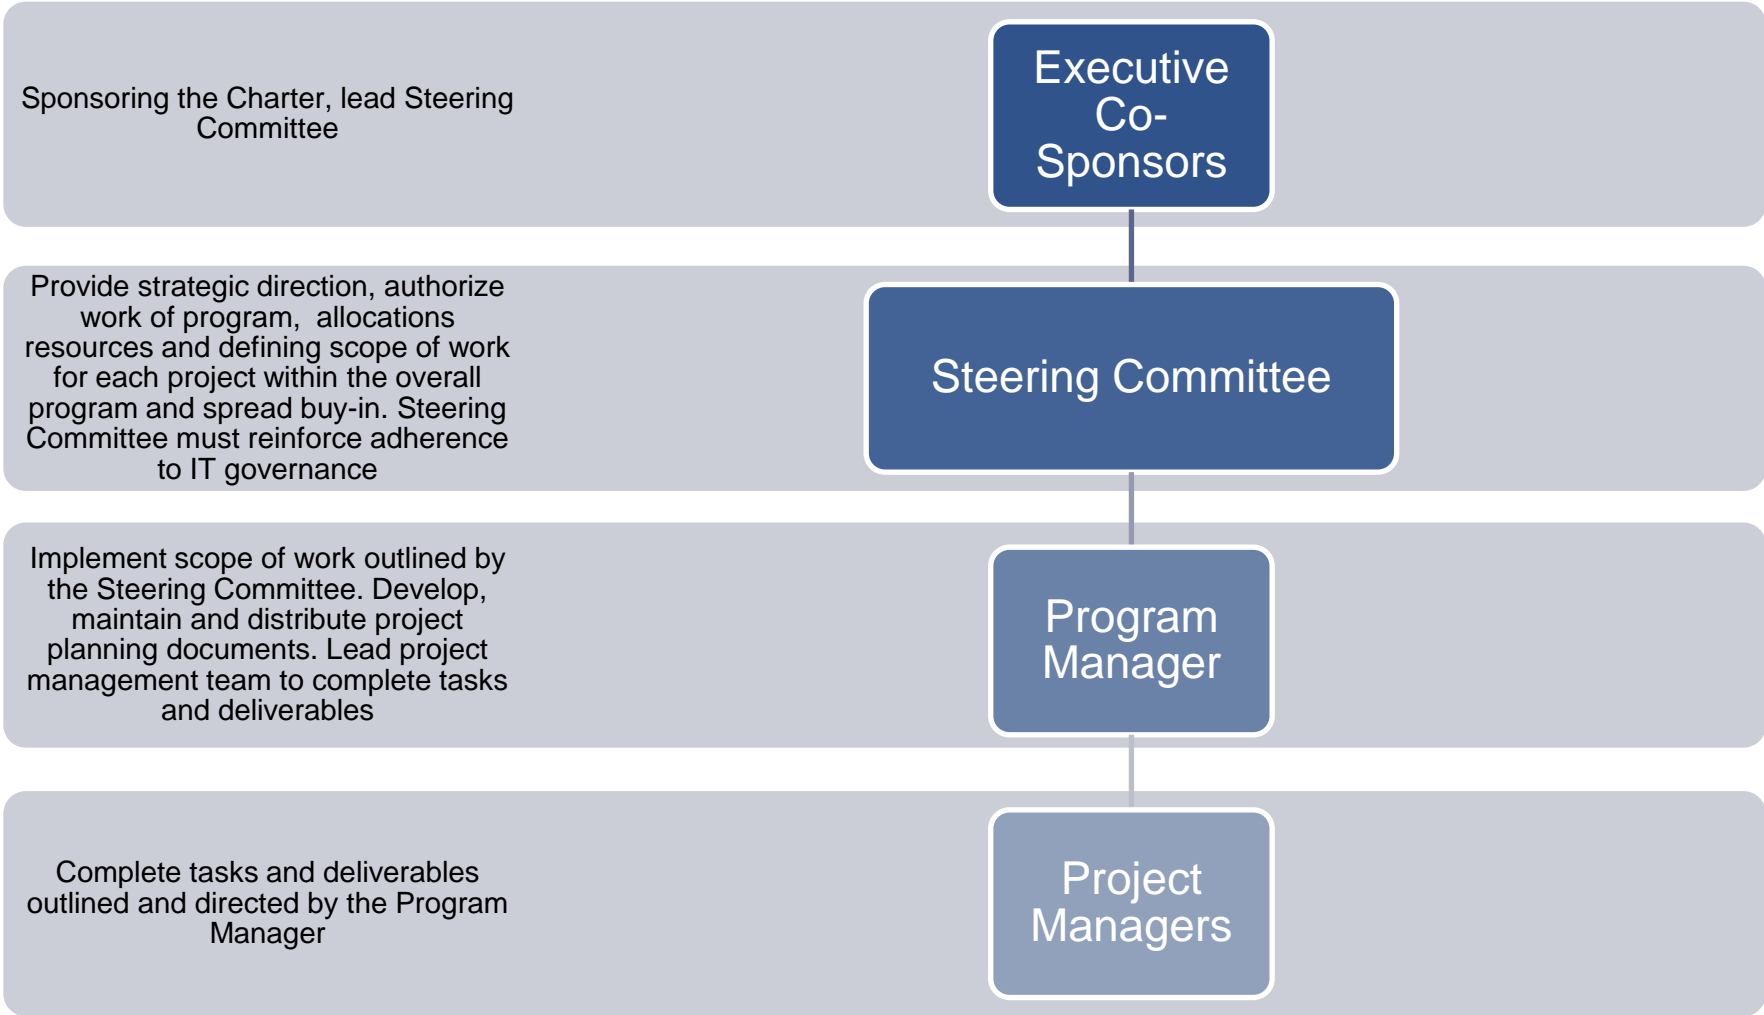 Sponsoring the Charter, lead Steering
Committee
Executive
Co-
Sponsors
Provide strategic direction, authorize
work of program,  allocations
resources and defining scope of work
for each project within the overall
program and spread buy-in. Steering
Committee must reinforce adherence
to IT governance
Steering Committee
Implement scope of work outlined by
the Steering Committee. Develop,
maintain and distribute project
planning documents. Lead project
management team to complete tasks
and deliverables
Program
Manager
Complete tasks and deliverables
outlined and directed by the Program
Manager
Project
Managers